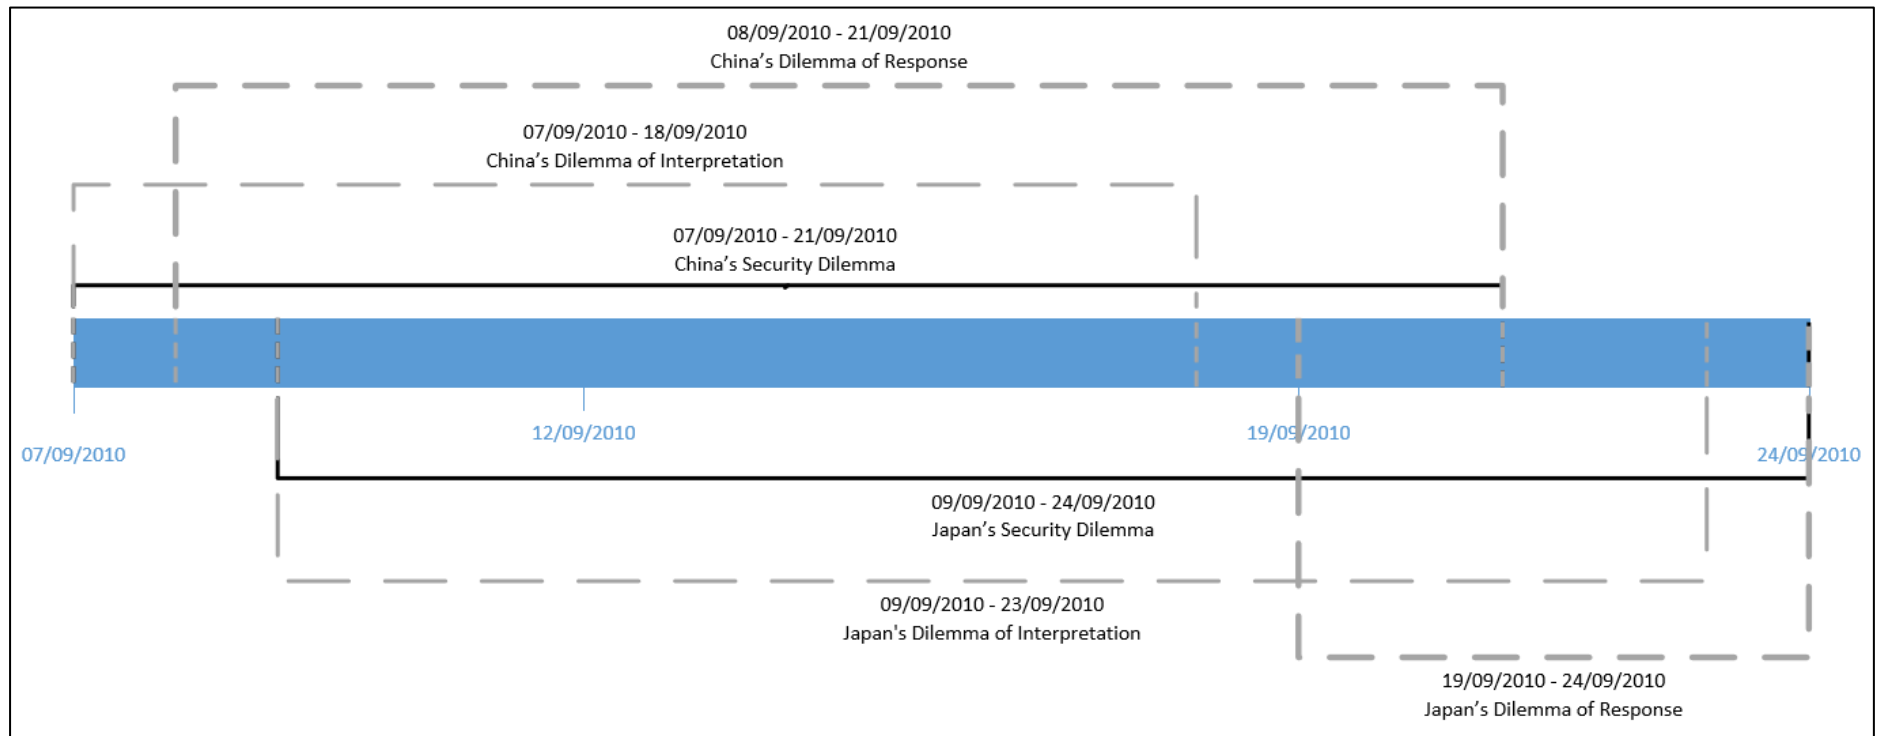 08/09/2010 - 21/09/2010
China’s Dilemma of Response
07/09/2010 - 18/09/2010
China’s Dilemma of Interpretation
07/09/2010 - 21/09/2010
China’s Security Dilemma
12/09/2010
19/09/2010
07/09/2010
24/09/2010
09/09/2010 - 24/09/2010
Japan’s Security Dilemma
09/09/2010 - 23/09/2010
Japan's Dilemma of Interpretation
19/09/2010 - 24/09/2010
Japan’s Dilemma of Response